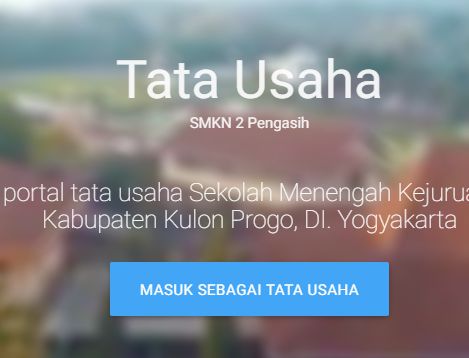 Tata Usaha
SMKN 2 Pengasih
portal tata usaha Sekolah Menengah Kejurua
Kabupaten Kulon Progo, DI. Yogyakarta
MASUK SEBAGAI TATA USAHA